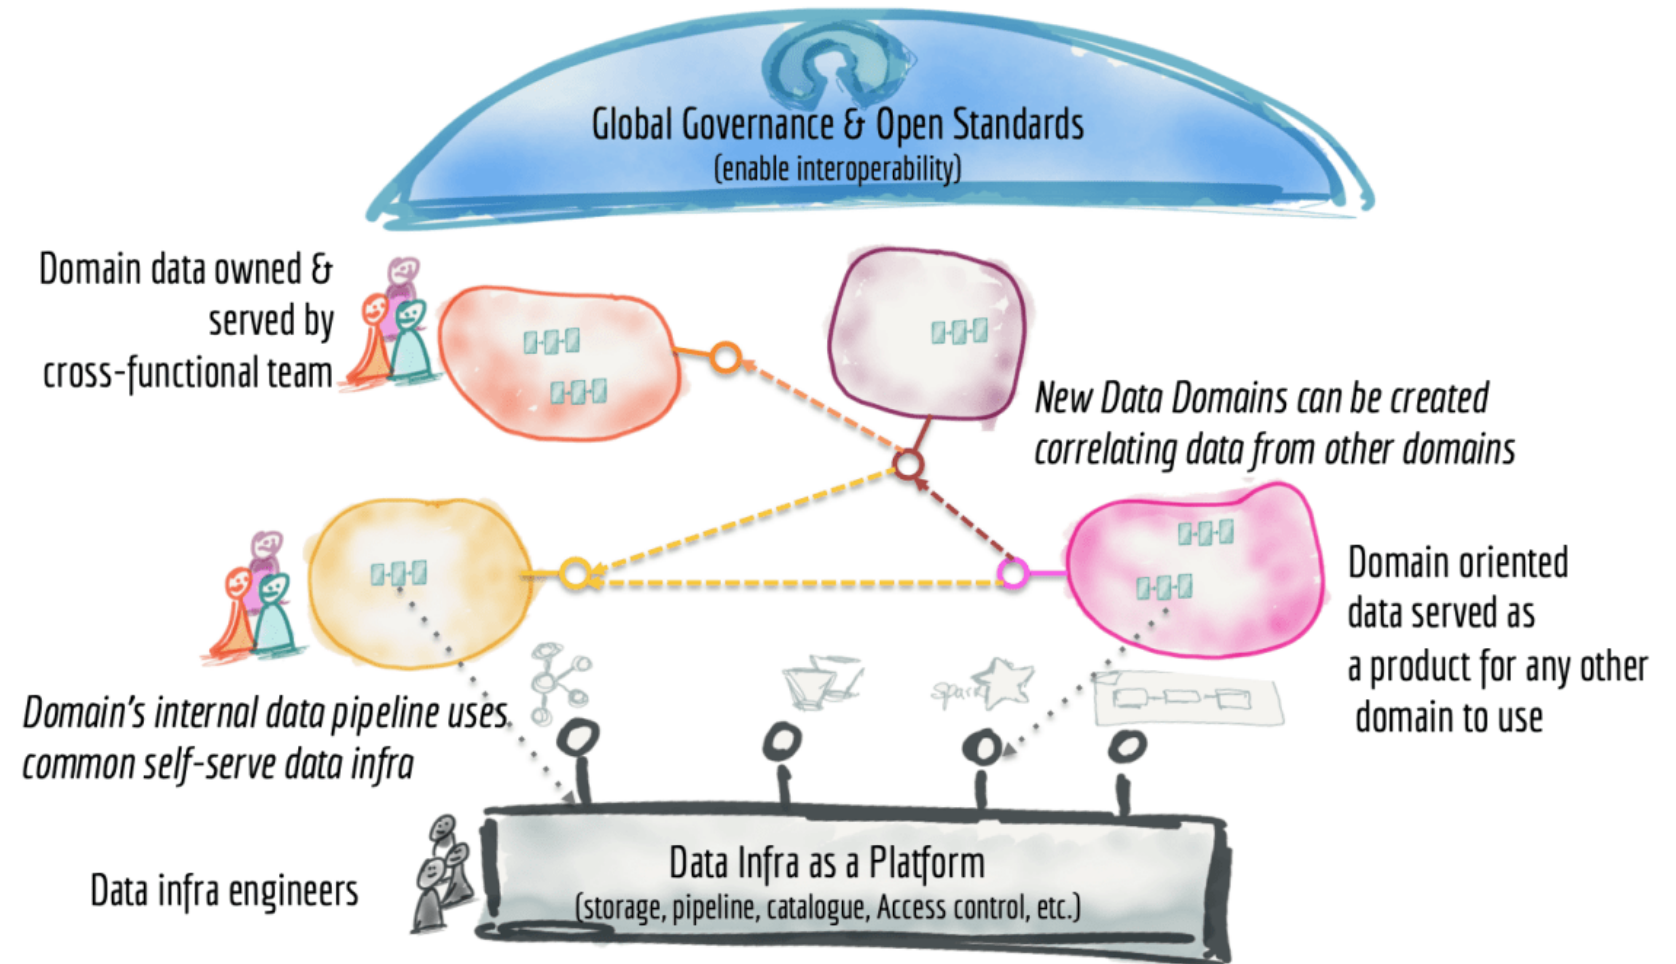 Global Governance & Open Standards
(enable interoperability)
Domain data owned &
served by
cross-functional team
New Data Domains can be created
correlating data from other domains
Domain oriented
data served as
a product for any other
domain to use
Spark
Domain's internal data pipeline uses
common self-serve data infra
Data infra engineers
Data Infra as a Platform
(storage, pipeline, catalogue, Access control, etc.)